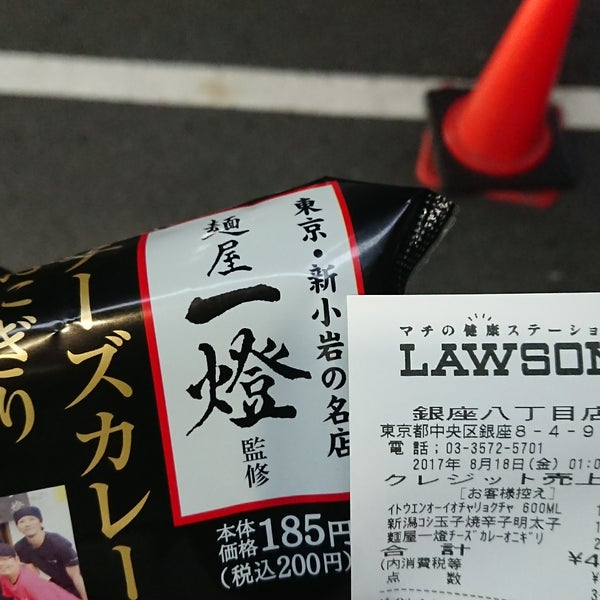 東京・新小岩の名店
麺屋
一燈
監修
ーズカレー
にぎり
本体
価格185円
(税込200円)
マチの健康ステーショ
LAWSON
銀座八丁目店
東京都中央区銀座8-4-9
電話;03-3572-5701
2017年 8月18日(金) 01:0
クレジット売上
[お客様控え]
イトウエンオーイオチャリョクチャ 600ML
新潟コシ玉子焼辛子明太子
麺屋一燈チーズカレーオニギリ
合 計 ¥4
(内消費税等 ¥
点 数 3